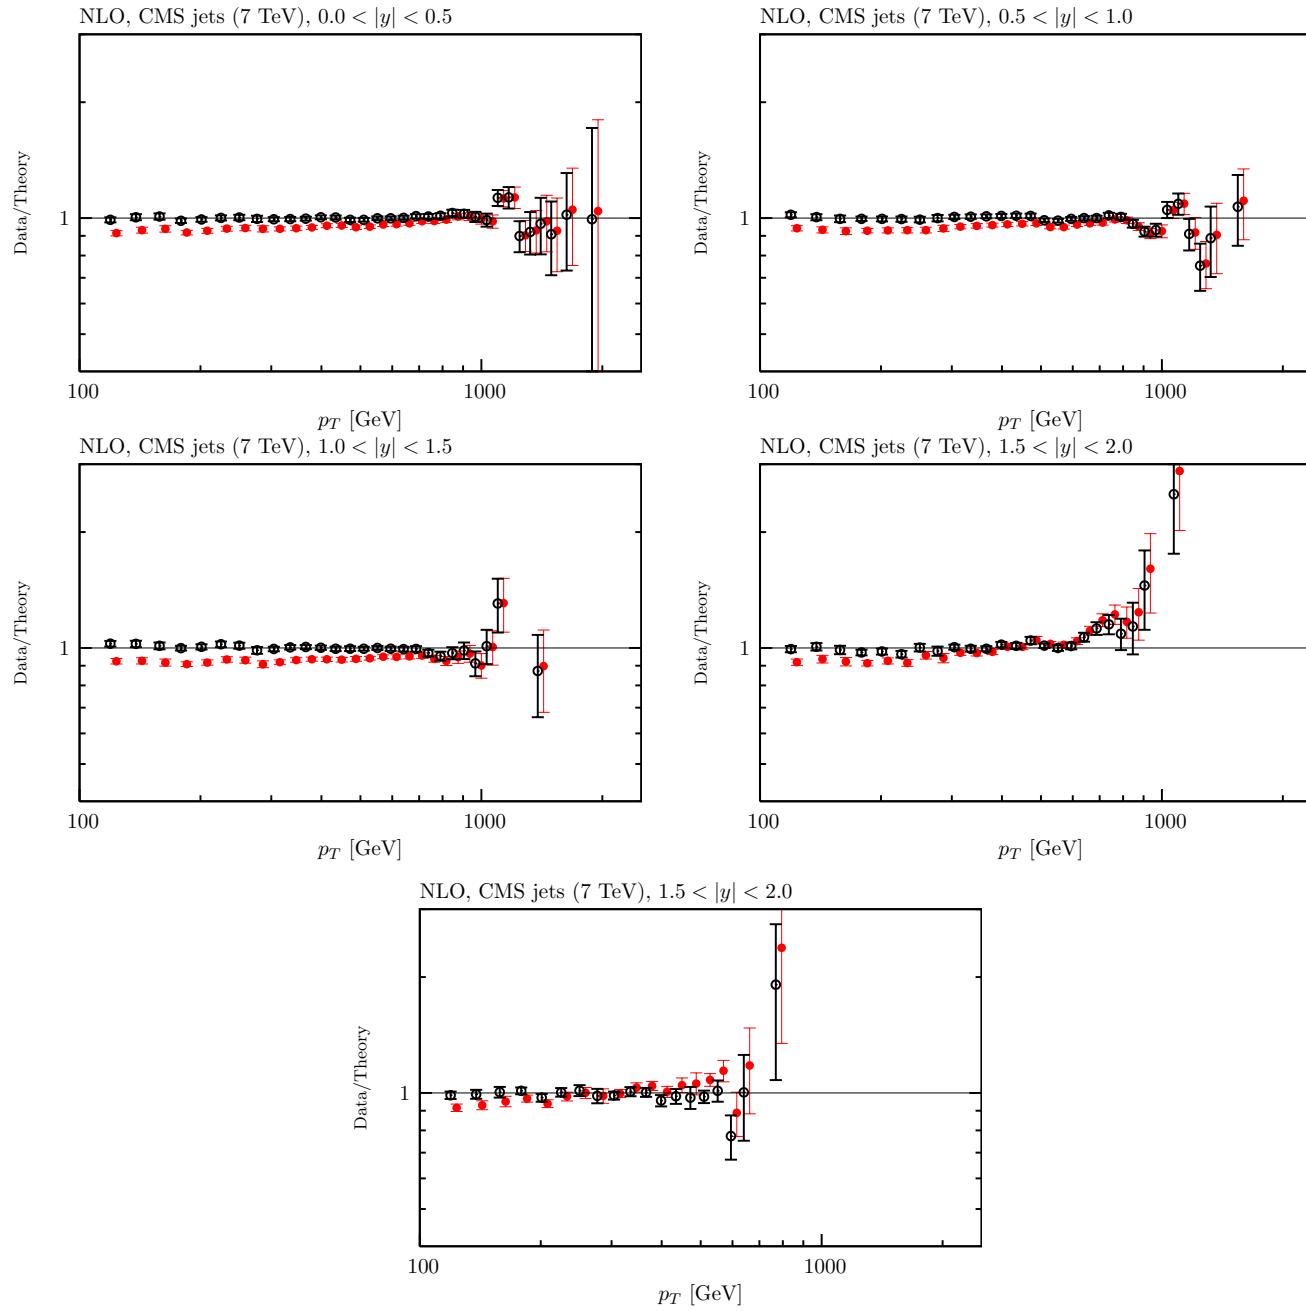 NLO, CMS jets (7 TeV), 0.0 < |y| < 0.5
Data/Theory
1
100
1000
p_T [GeV]
NLO, CMS jets (7 TeV), 0.5 < |y| < 1.0
Data/Theory
1
100
1000
p_T [GeV]
NLO, CMS jets (7 TeV), 1.0 < |y| < 1.5
Data/Theory
1
100
1000
p_T [GeV]
NLO, CMS jets (7 TeV), 1.5 < |y| < 2.0
Data/Theory
1
100
1000
p_T [GeV]
NLO, CMS jets (7 TeV), 1.5 < |y| < 2.0
Data/Theory
1
100
1000
p_T [GeV]